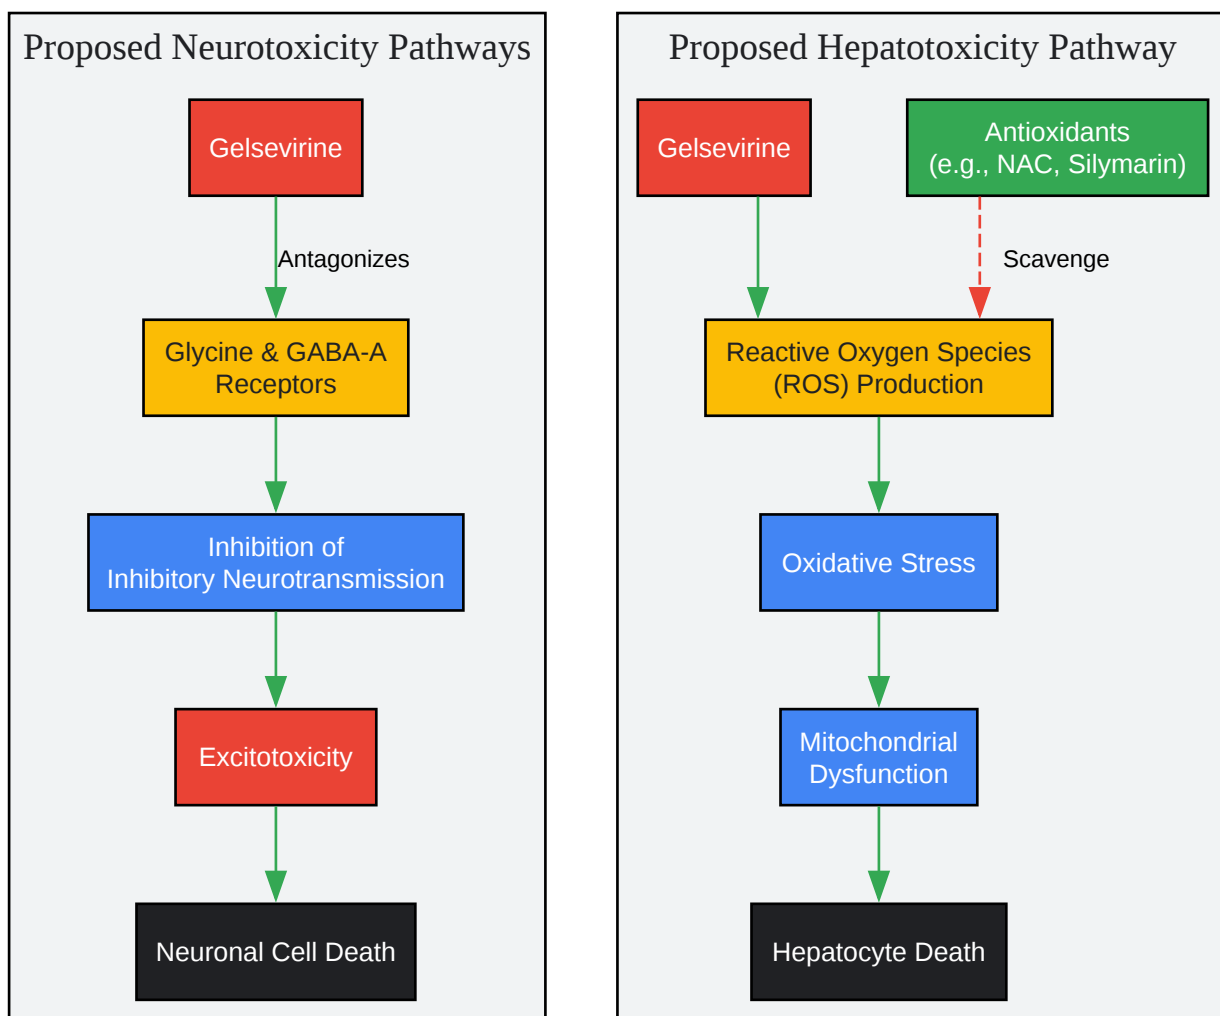 Proposed Neurotoxicity Pathways
Gelsevirine
Antagonizes
Glycine & GABA-A
Receptors
Inhibition of
Inhibitory Neurotransmission
Excitotoxicity
Neuronal Cell Death
Proposed Hepatotoxicity Pathway
Gelsevirine
Antioxidants
(e.g., NAC, Silymarin)
Scavenge
Reactive Oxygen Species
(ROS) Production
Oxidative Stress
Mitochondrial
Dysfunction
Hepatocyte Death